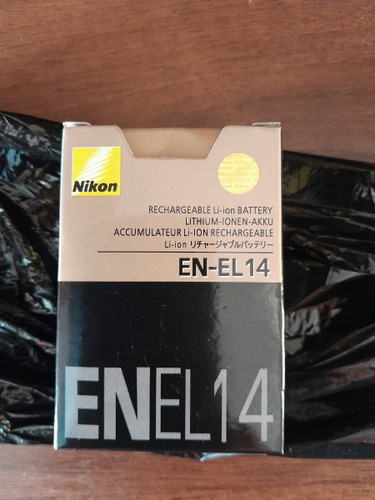 Nikon
RECHARGEABLE Li-ion BATTERY
LITHIUM-IONEN-AKKU
ACCUMULATEUR Li-ION RECHARGEABLE
Li-ion リチャージャブルバッテリー
EN-EL14
ENEL14